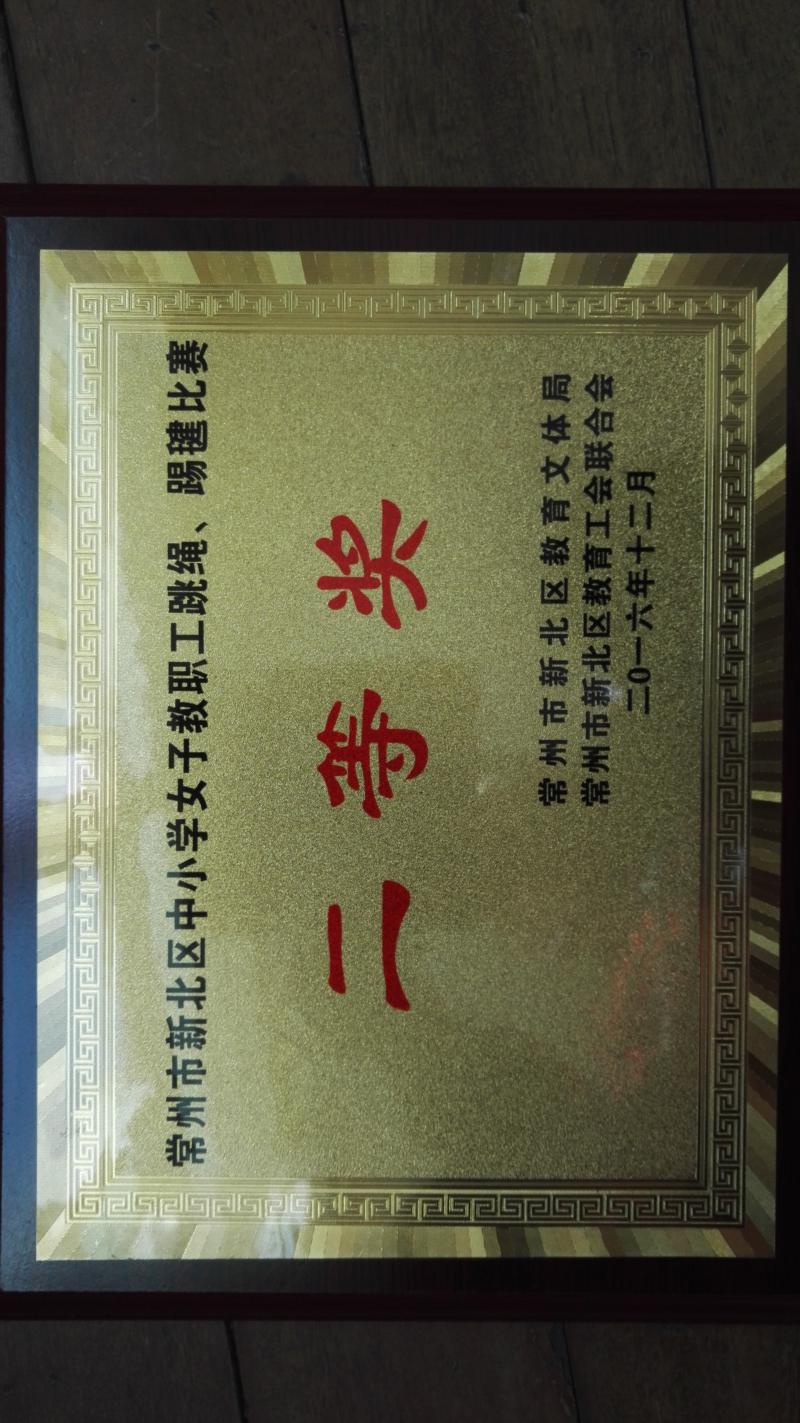 常州市新北区中小学女子教职工跳绳、踢毽比赛
二等奖
常州市新北区教育文体局
常州市新北区教育工会联合会
二0一六年十二月